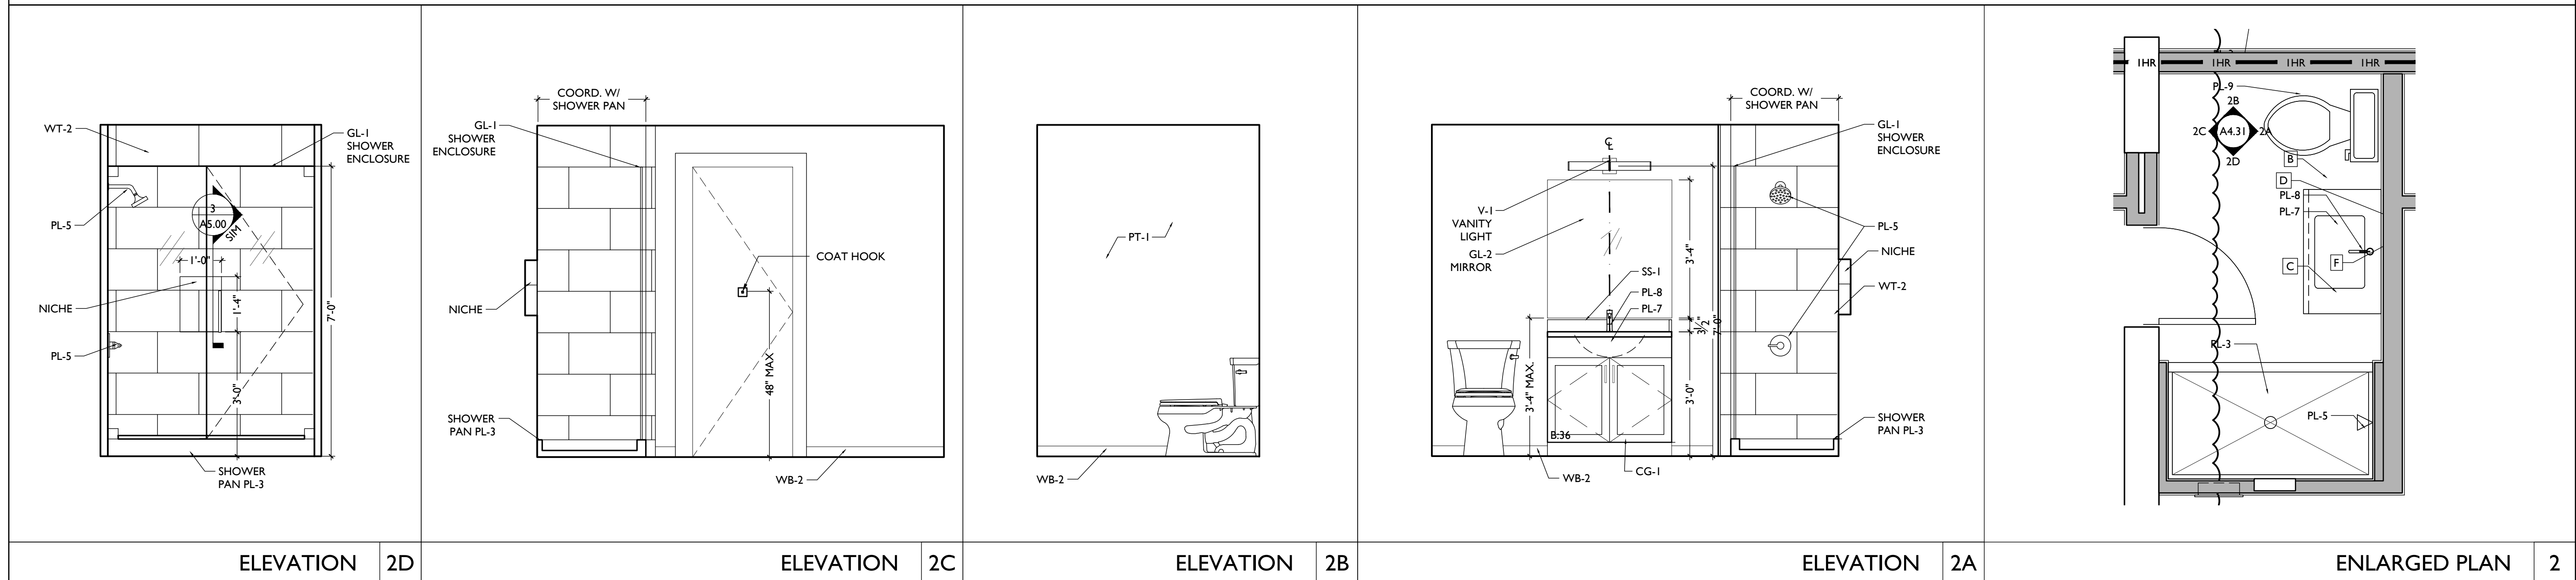 WT-2
GL-1
SHOWER
ENCLOSURE
PL-5
3
A5.00
SIM
1'-0"
NICHE
1'-4"
7'-0"
PL-5
3'-0"
SHOWER
PAN PL-3
ELEVATION 2D
COORD. W/
SHOWER PAN
GL-1
SHOWER
ENCLOSURE
COAT HOOK
NICHE
48" MAX
SHOWER
PAN PL-3
WB-2
ELEVATION 2C
PT-1
WB-2
ELEVATION 2B
COORD. W/
SHOWER PAN
GL-1
SHOWER
ENCLOSURE
V-1
VANITY
LIGHT
GL-2
MIRROR
3'-4"
PL-5
NICHE
SS-1
WT-2
PL-8
PL-7
3 1/2"
7'-0"
3'-4" MAX.
3'-0"
B:36
SHOWER
PAN PL-3
CG-1
WB-2
ELEVATION 2A
1HR 1HR 1HR 1HR
PL-9
2B
2C A4.31 2A
2D
B
D
PL-8
PL-7
C
F
PL-3
PL-5
ENLARGED PLAN 2